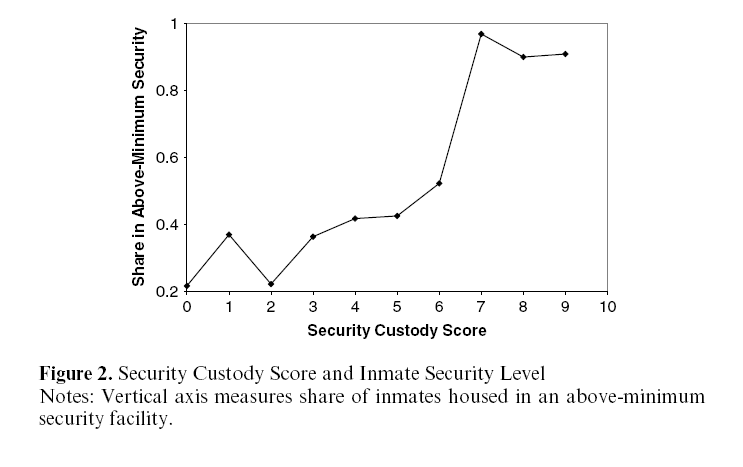 Share in Above-Minimum Security
1
0.8
0.6
0.4
0.2
0 1 2 3 4 5 6 7 8 9 10
Security Custody Score
Figure 2. Security Custody Score and Inmate Security Level
Notes: Vertical axis measures share of inmates housed in an above-minimum
security facility.